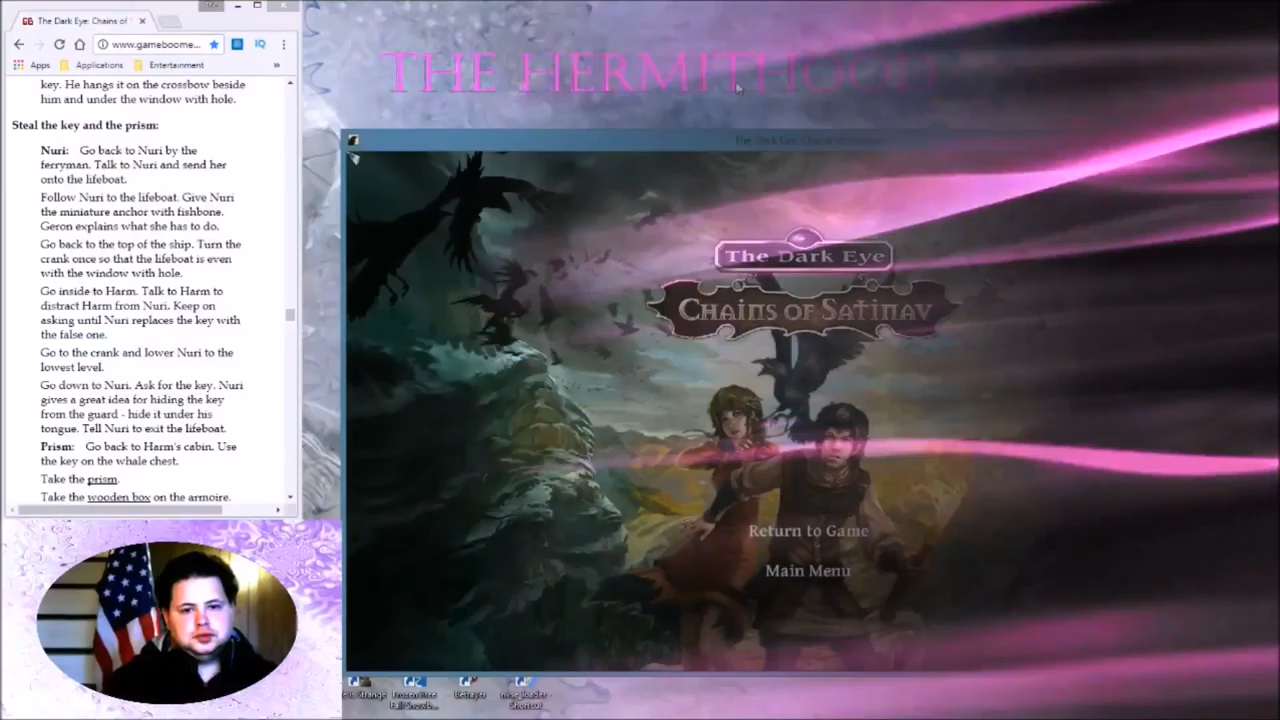 The Dark Eye: Chains of
www.gameboome...
Apps
Applications
Entertainment
»
key. He hangs it on the crossbow beside
him and under the window with hole.
Steal the key and the prism:
Nuri: Go back to Nuri by the
ferryman. Talk to Nuri and send her
onto the lifeboat.
Follow Nuri to the lifeboat. Give Nuri
the miniature anchor with fishbone.
Geron explains what she has to do.
Go back to the top of the ship. Turn the
crank once so that the lifeboat is even
with the window with hole.
Go inside to Harm. Talk to Harm to
distract Harm from Nuri. Keep on
asking until Nuri replaces the key with
the false one.
Go to the crank and lower Nuri to the
lowest level.
Go down to Nuri. Ask for the key. Nuri
gives a great idea for hiding the key
from the guard - hide it under his
tongue. Tell Nuri to exit the lifeboat.
Prism: Go back to Harm's cabin. Use
the key on the whale chest.
Take the prism.
Take the wooden box on the armoire.
THE HERMITHOOD
The Dark Eye: Chains of Satinav
The Dark Eye
Chains of Satinav
Return to Game
Main Menu
Betrayer
Shortcut